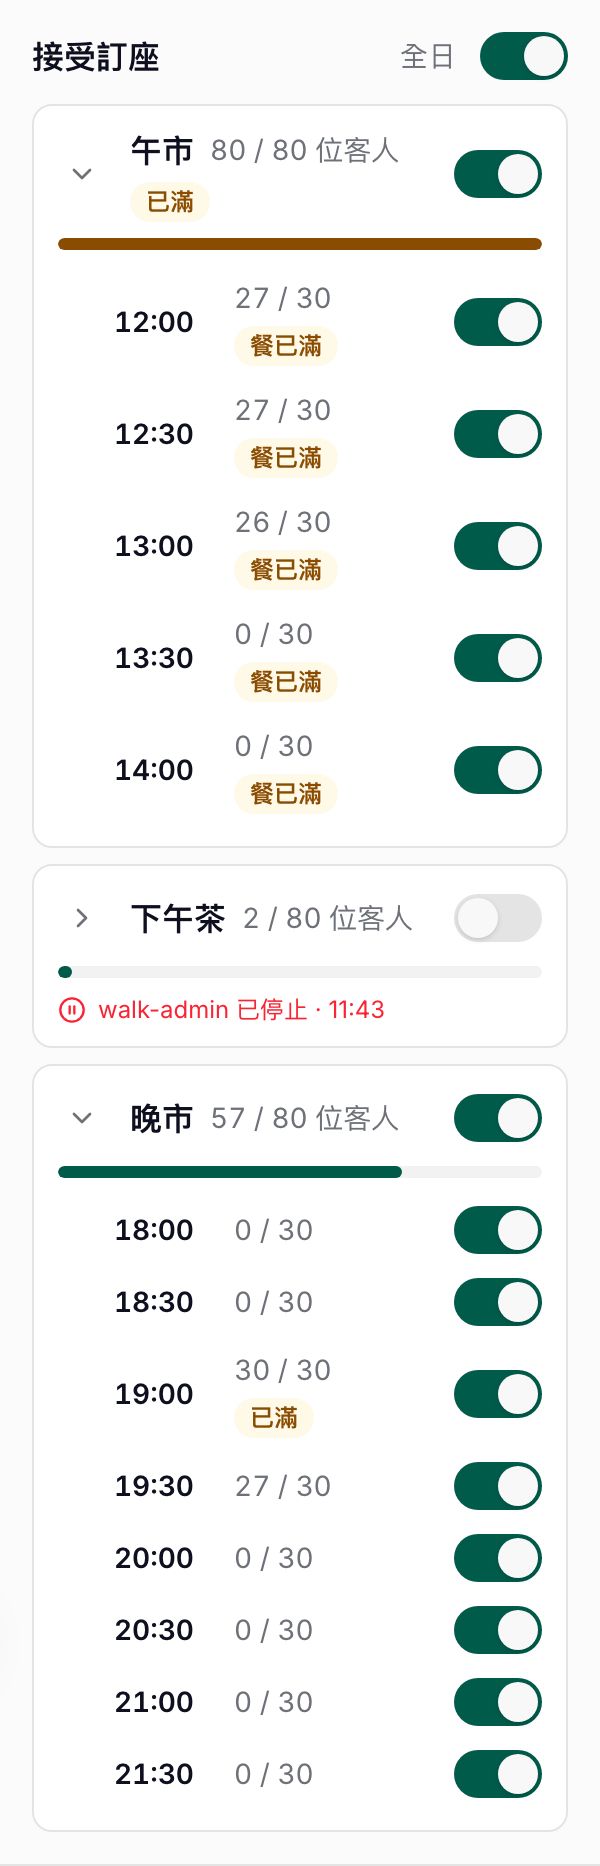 接受訂座 全日
午市 80 / 80 位客人
已滿
12:00 27 / 30
餐已滿
12:30 27 / 30
餐已滿
13:00 26 / 30
餐已滿
13:30 0 / 30
餐已滿
14:00 0 / 30
餐已滿
下午茶 2 / 80 位客人
walk-admin 已停止 · 11:43
晚市 57 / 80 位客人
18:00 0 / 30
18:30 0 / 30
19:00 30 / 30
已滿
19:30 27 / 30
20:00 0 / 30
20:30 0 / 30
21:00 0 / 30
21:30 0 / 30